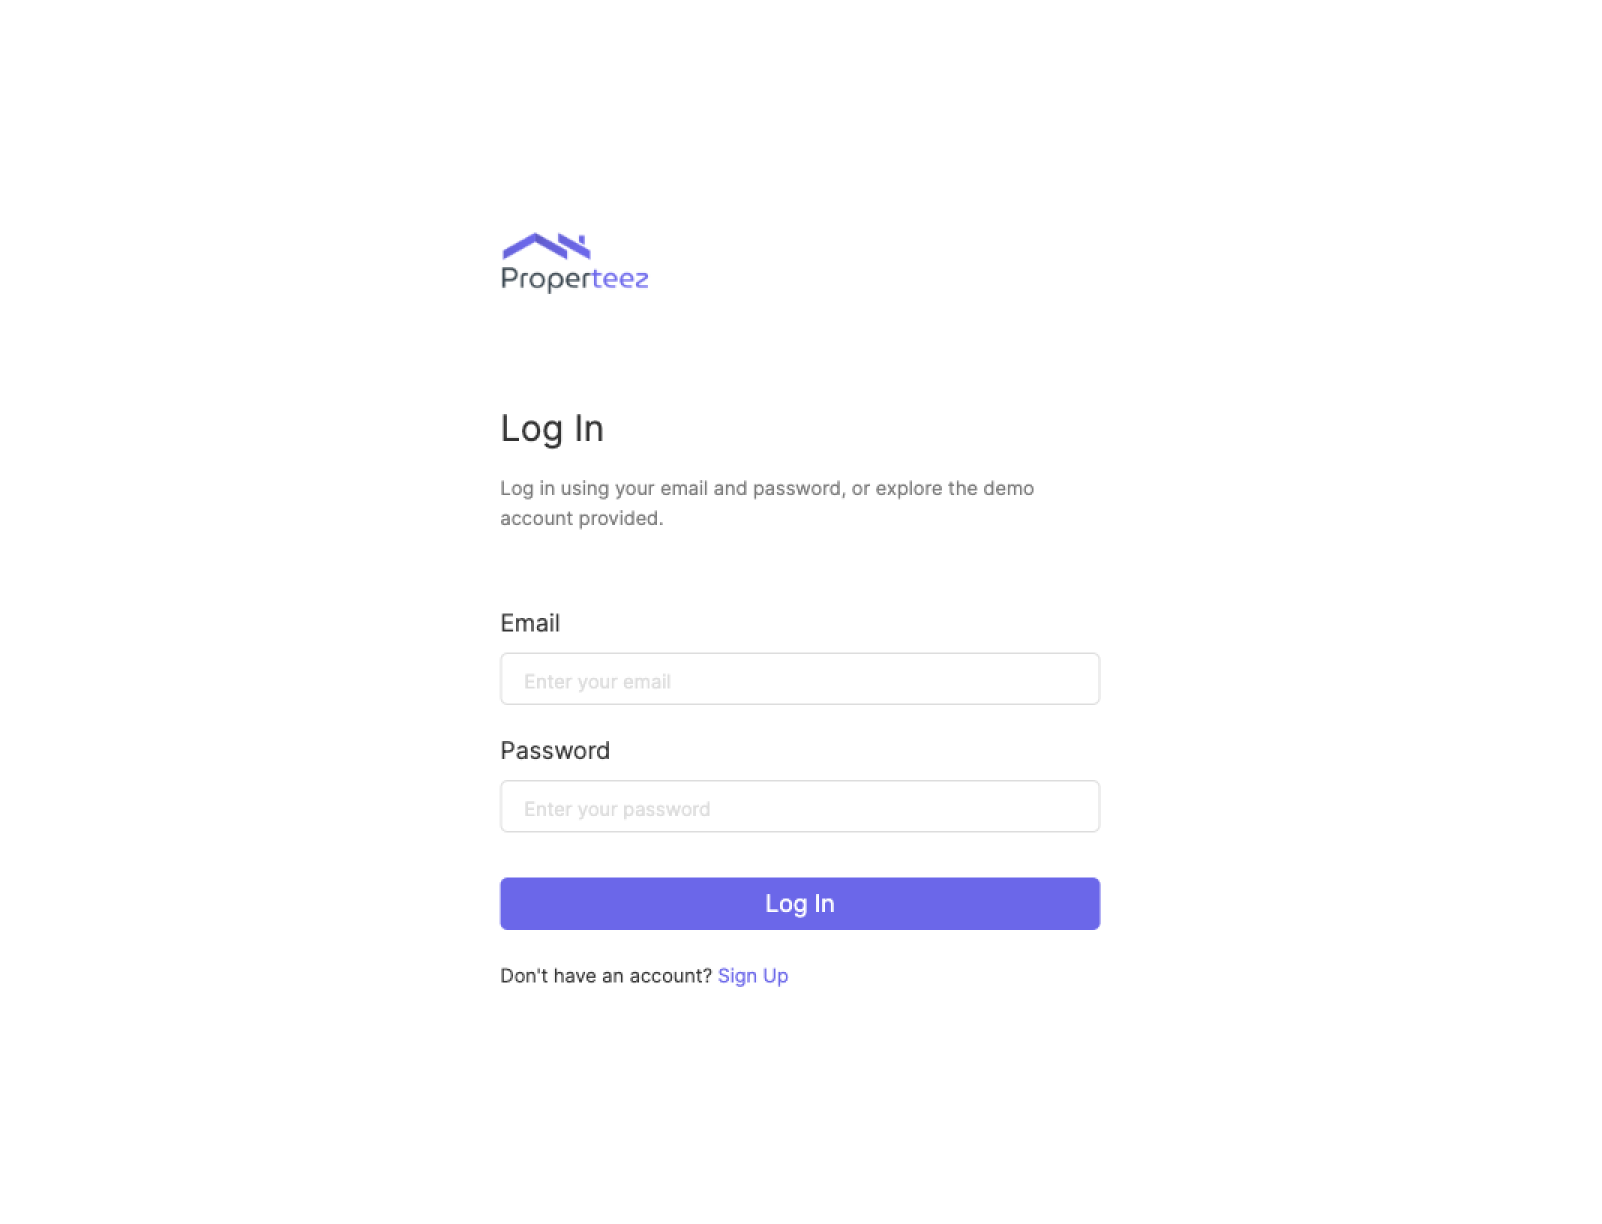 Properteez
Log In
Log in using your email and password, or explore the demo
account provided.
Email
Enter your email
Password
Enter your password
Log In
Don't have an account? Sign Up